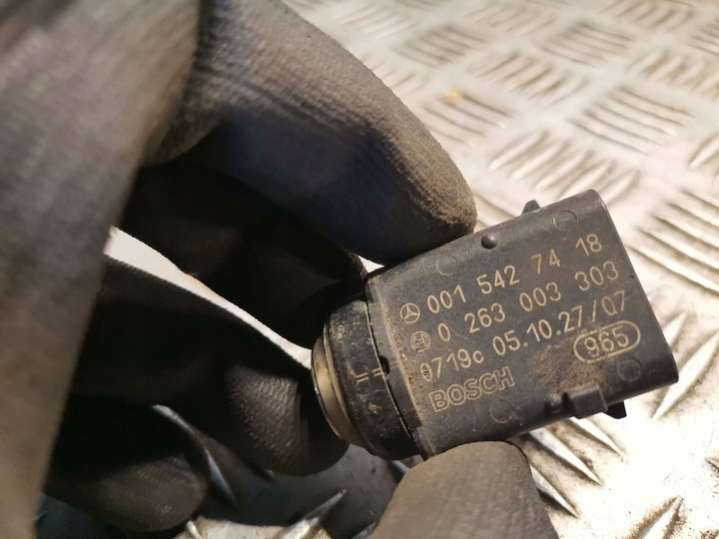 001 542 74 18
0 263 003 303
0719c 05.10.27/07
BOSCH 965